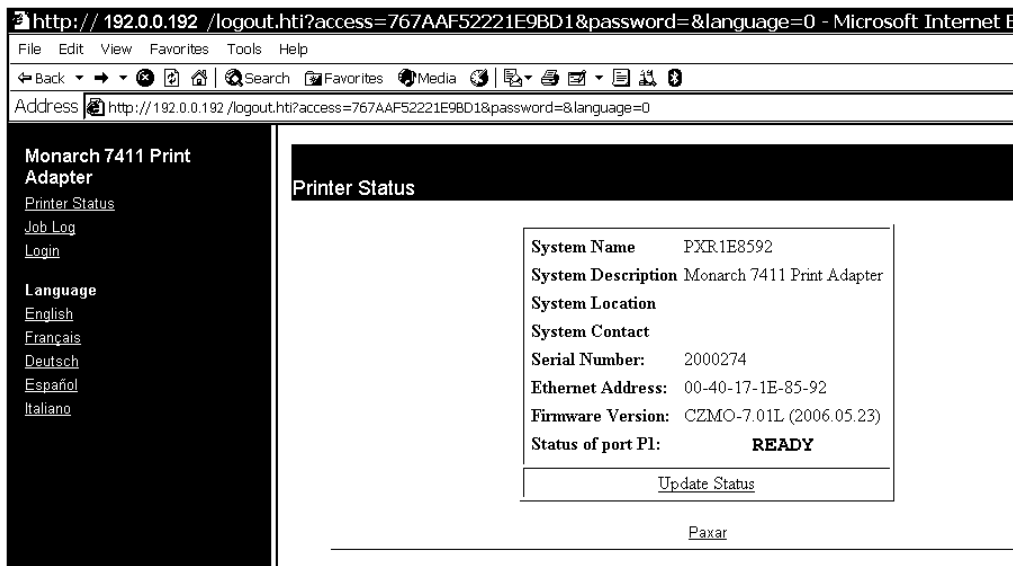 http:// 192.0.0.192 /logout.hti?access=767AAF52221E9BD1&password=&language=0 - Microsoft Internet E
File Edit View Favorites Tools Help
Back Search Favorites Media
Address http://192.0.0.192 /logout.hti?access=767AAF52221E9BD1&password=&language=0
Monarch 7411 Print
Adapter
Printer Status
Job Log
Login
Language
English
Français
Deutsch
Español
Italiano
Printer Status
System Name PXR1E8592
System Description Monarch 7411 Print Adapter
System Location
System Contact
Serial Number: 2000274
Ethernet Address: 00-40-17-1E-85-92
Firmware Version: CZMO-7.01L (2006.05.23)
Status of port P1: READY
Update Status
Paxar